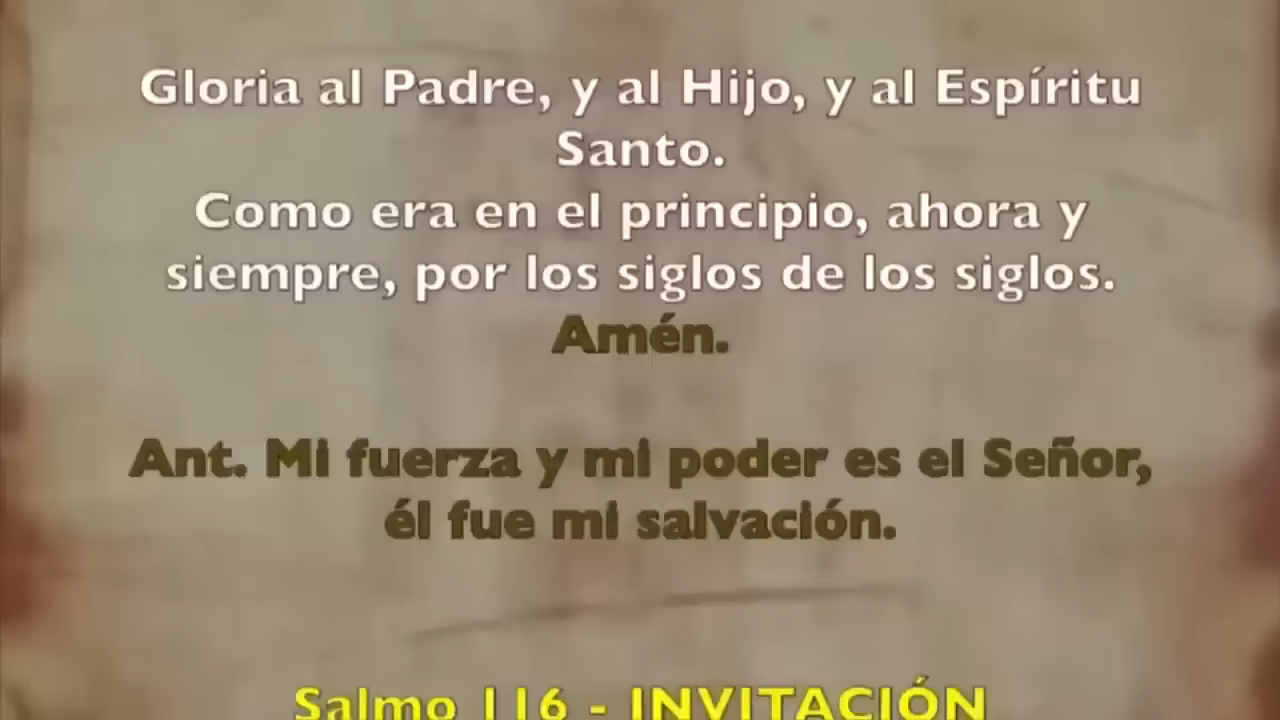 Gloria al Padre, y al Hijo, y al Espíritu
Santo.
Como era en el principio, ahora y
siempre, por los siglos de los siglos.
Amén.
Ant. Mi fuerza y mi poder es el Señor,
él fue mi salvación.
Salmo 116 - INVITACIÓN